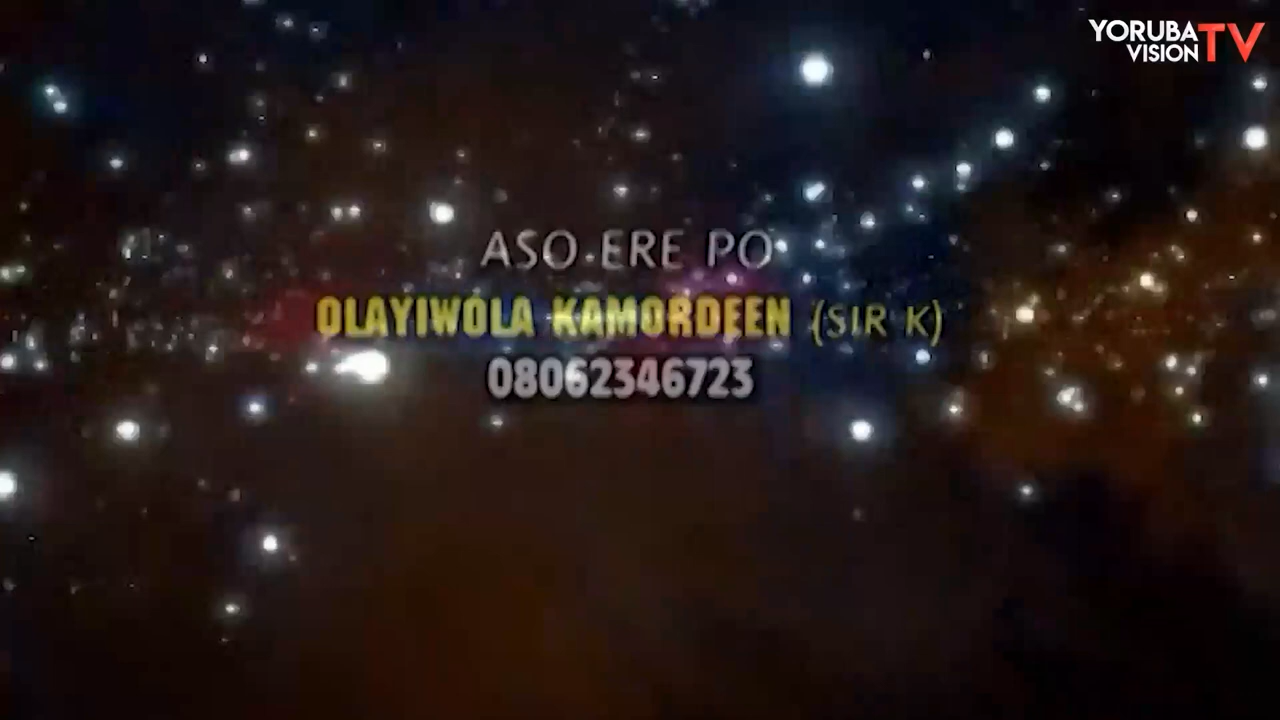 YORUBA
VISION TV
ASO ERE PO
OLAYIWOLA KAMORDEEN (SIR K)
08062346723